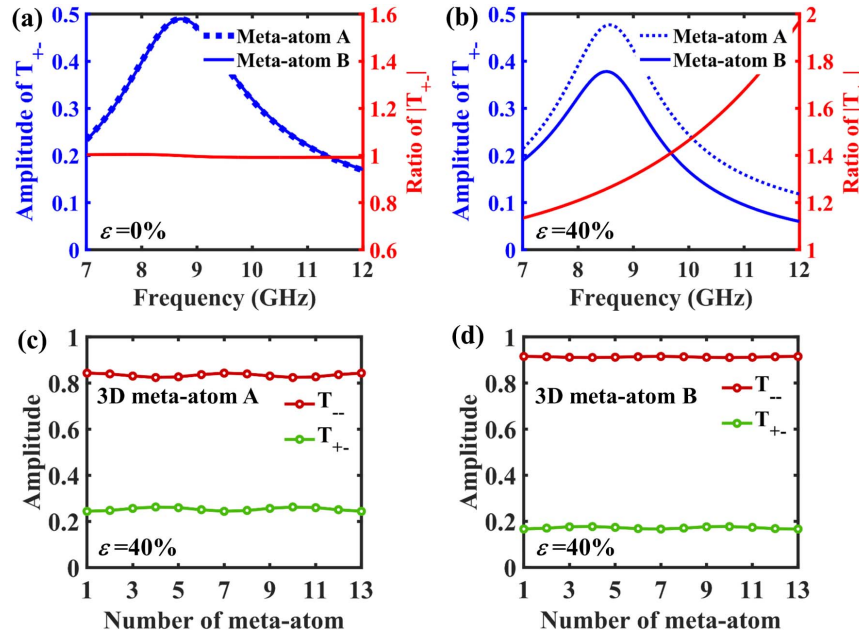 (a)
Amplitude of T+-
0.5
0.4
0.3
0.2
0.1
0
Meta-atom A
Meta-atom B
ε=0%
1.6
1.4
1.2
1
0.8
0.6
Ratio of |T+-|
7 8 9 10 11 12
Frequency (GHz)
(b)
Amplitude of T+-
0.5
0.4
0.3
0.2
0.1
0
Meta-atom A
Meta-atom B
ε=40%
2
1.8
1.6
1.4
1.2
1
Ratio of |T+-|
7 8 9 10 11 12
Frequency (GHz)
(c)
Amplitude
1
0.8
0.6
0.4
0.2
0
3D meta-atom A
T--
T+-
ε=40%
1 3 5 7 9 11 13
Number of meta-atom
(d)
Amplitude
1
0.8
0.6
0.4
0.2
0
3D meta-atom B
T--
T+-
ε=40%
1 3 5 7 9 11 13
Number of meta-atom